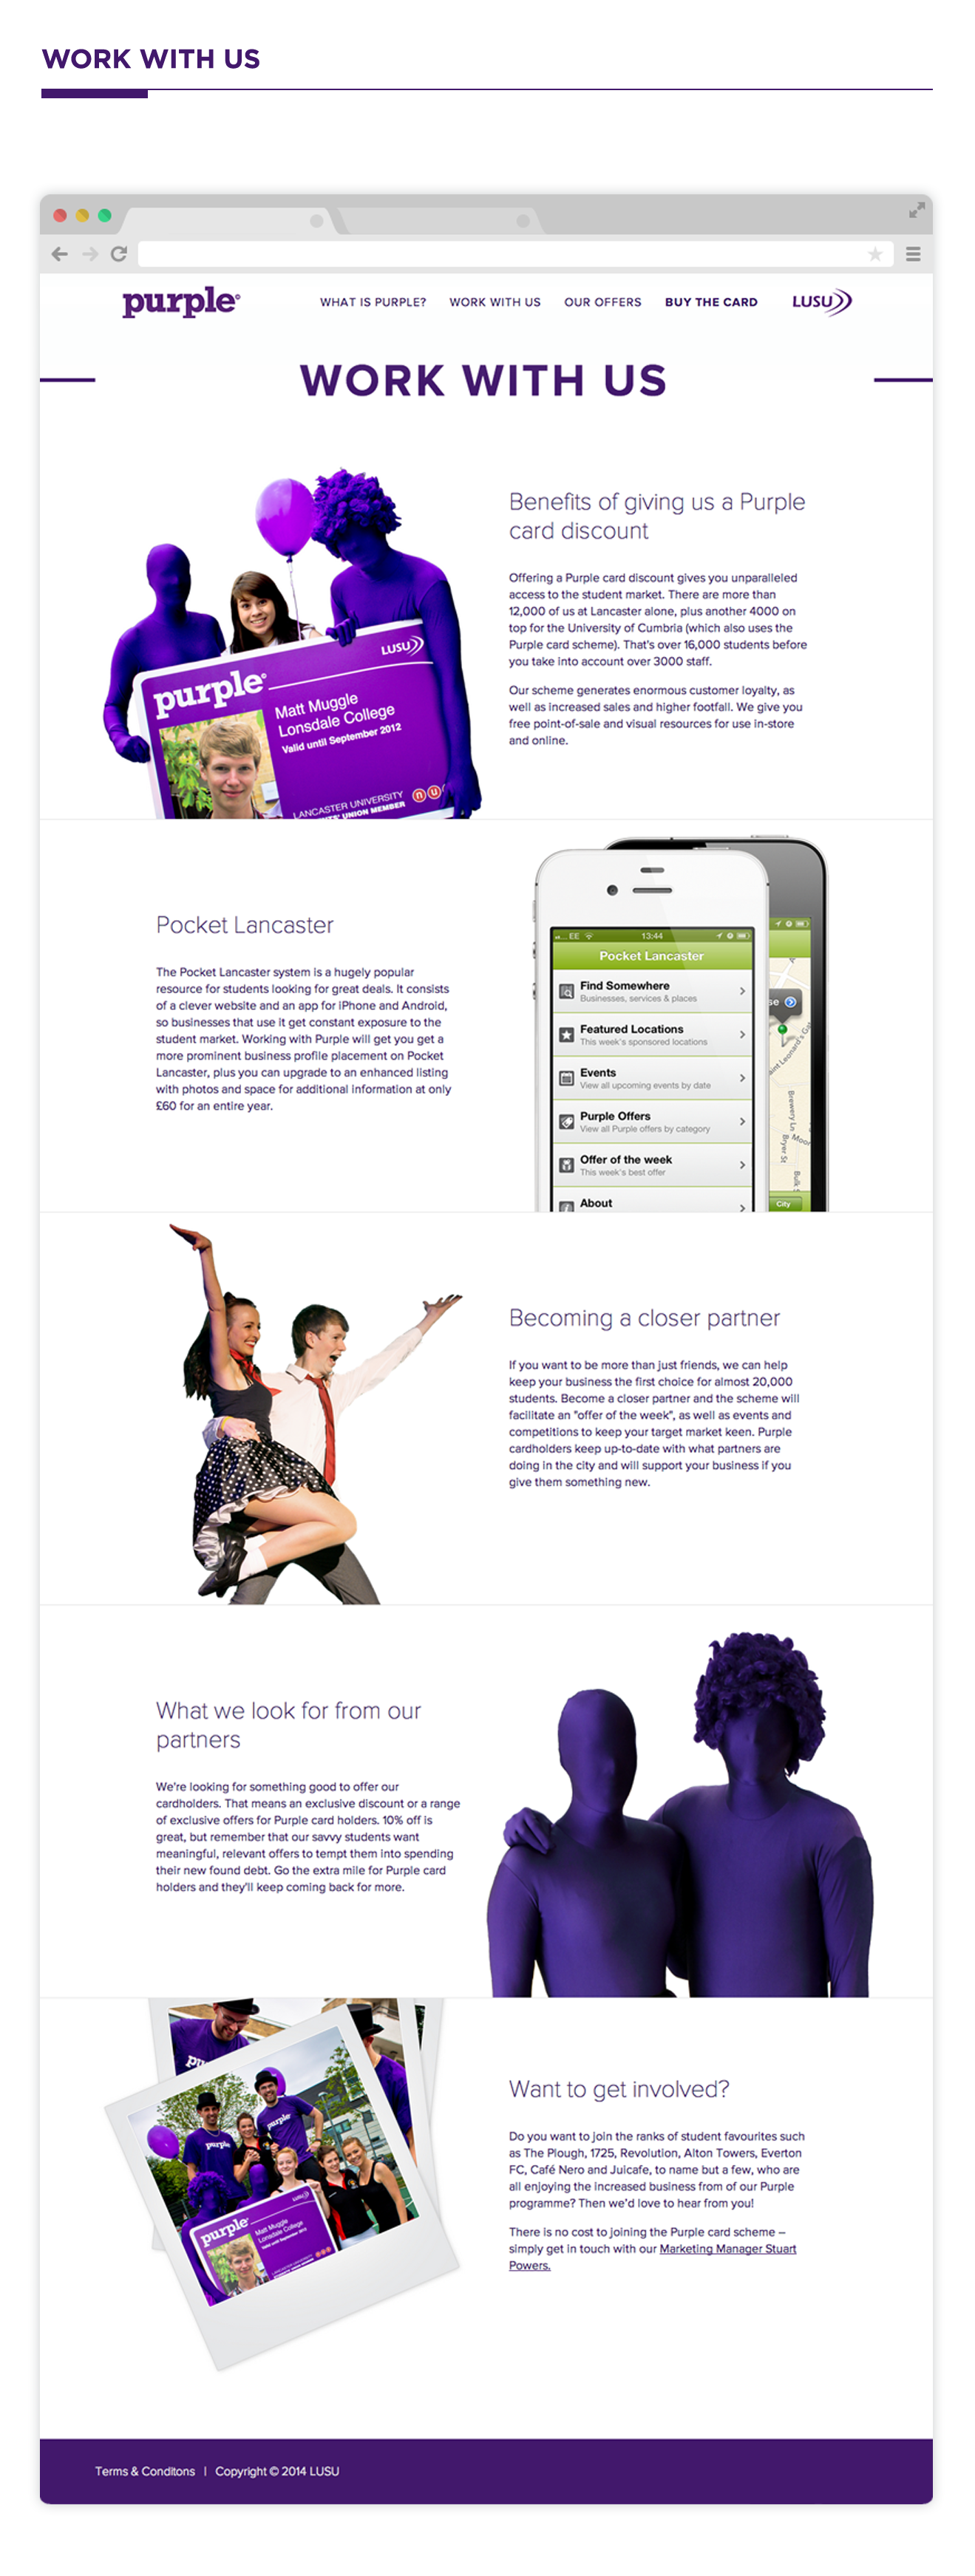 WORK WITH US
purple
WHAT IS PURPLE?
WORK WITH US
OUR OFFERS
BUY THE CARD
LUSU
WORK WITH US
LUSU
purple
Matt Muggle
Lonsdale College
Valid until September 2012
LANCASTER UNIVERSITY
STUDENTS' UNION MEMBER
n u
Benefits of giving us a Purple
card discount
Offering a Purple card discount gives you unparalleled
access to the student market. There are more than
12,000 of us at Lancaster alone, plus another 4000 on
top for the University of Cumbria (which also uses the
Purple card scheme). That's over 16,000 students before
you take into account over 3000 staff.
Our scheme generates enormous customer loyalty, as
well as increased sales and higher footfall. We give you
free point-of-sale and visual resources for use in-store
and online.
Pocket Lancaster
The Pocket Lancaster system is a hugely popular
resource for students looking for great deals. It consists
of a clever website and an app for iPhone and Android,
so businesses that use it get constant exposure to the
student market. Working with Purple will get you get a
more prominent business profile placement on Pocket
Lancaster, plus you can upgrade to an enhanced listing
with photos and space for additional information at only
£60 for an entire year.
EE 13:44
Pocket Lancaster
Find Somewhere
Businesses, services & places
Featured Locations
This week's sponsored locations
Events
View all upcoming events by date
Purple Offers
View all Purple offers by category
Offer of the week
This week's best offer
About
se
aint Leonard's Ga
Brewery Ln
Moor
Bryer St
Bulk S
City
Becoming a closer partner
If you want to be more than just friends, we can help
keep your business the first choice for almost 20,000
students. Become a closer partner and the scheme will
facilitate an "offer of the week", as well as events and
competitions to keep your target market keen. Purple
cardholders keep up-to-date with what partners are
doing in the city and will support your business if you
give them something new.
What we look for from our
partners
We're looking for something good to offer our
cardholders. That means an exclusive discount or a range
of exclusive offers for Purple card holders. 10% off is
great, but remember that our savvy students want
meaningful, relevant offers to tempt them into spending
their new found debt. Go the extra mile for Purple card
holders and they'll keep coming back for more.
pu
purple
purple
LUSU
purple
Matt Muggle
Lonsdale College
Valid until September 2012
Want to get involved?
Do you want to join the ranks of student favourites such
as The Plough, 1725, Revolution, Alton Towers, Everton
FC, Café Nero and Juicafe, to name but a few, who are
all enjoying the increased business from of our Purple
programme? Then we'd love to hear from you!
There is no cost to joining the Purple card scheme –
simply get in touch with our Marketing Manager Stuart
Powers.
Terms & Conditons | Copyright © 2014 LUSU